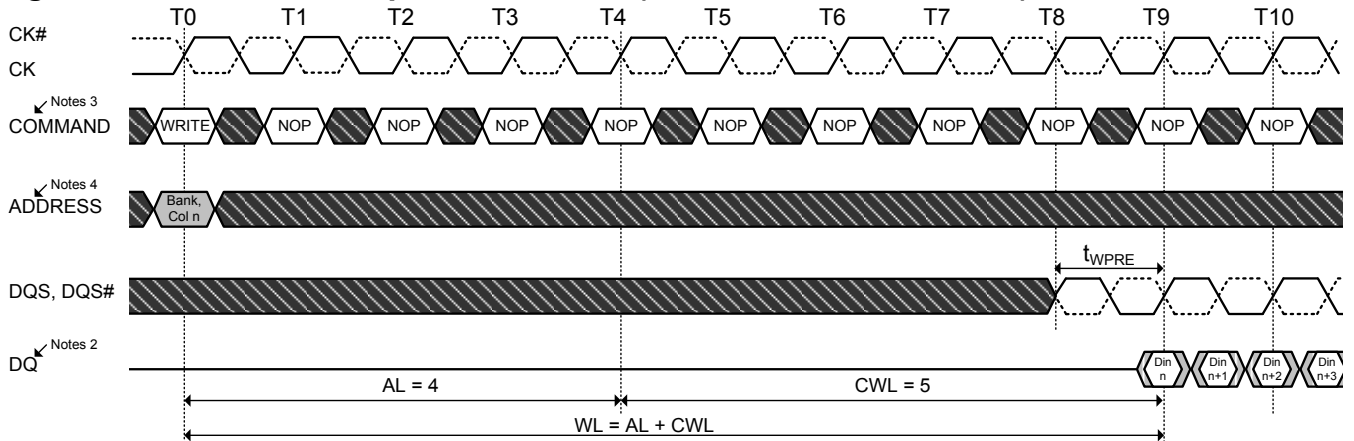 T0 T1 T2 T3 T4 T5 T6 T7 T8 T9 T10
CK#
CK
Notes 3
COMMAND WRITE NOP NOP NOP NOP NOP NOP NOP NOP NOP NOP
Notes 4
ADDRESS Bank, Col n
tWPRE
DQS, DQS#
Notes 2
DQ Din n Din n+1 Din n+2 Din n+3
AL = 4 CWL = 5
WL = AL + CWL